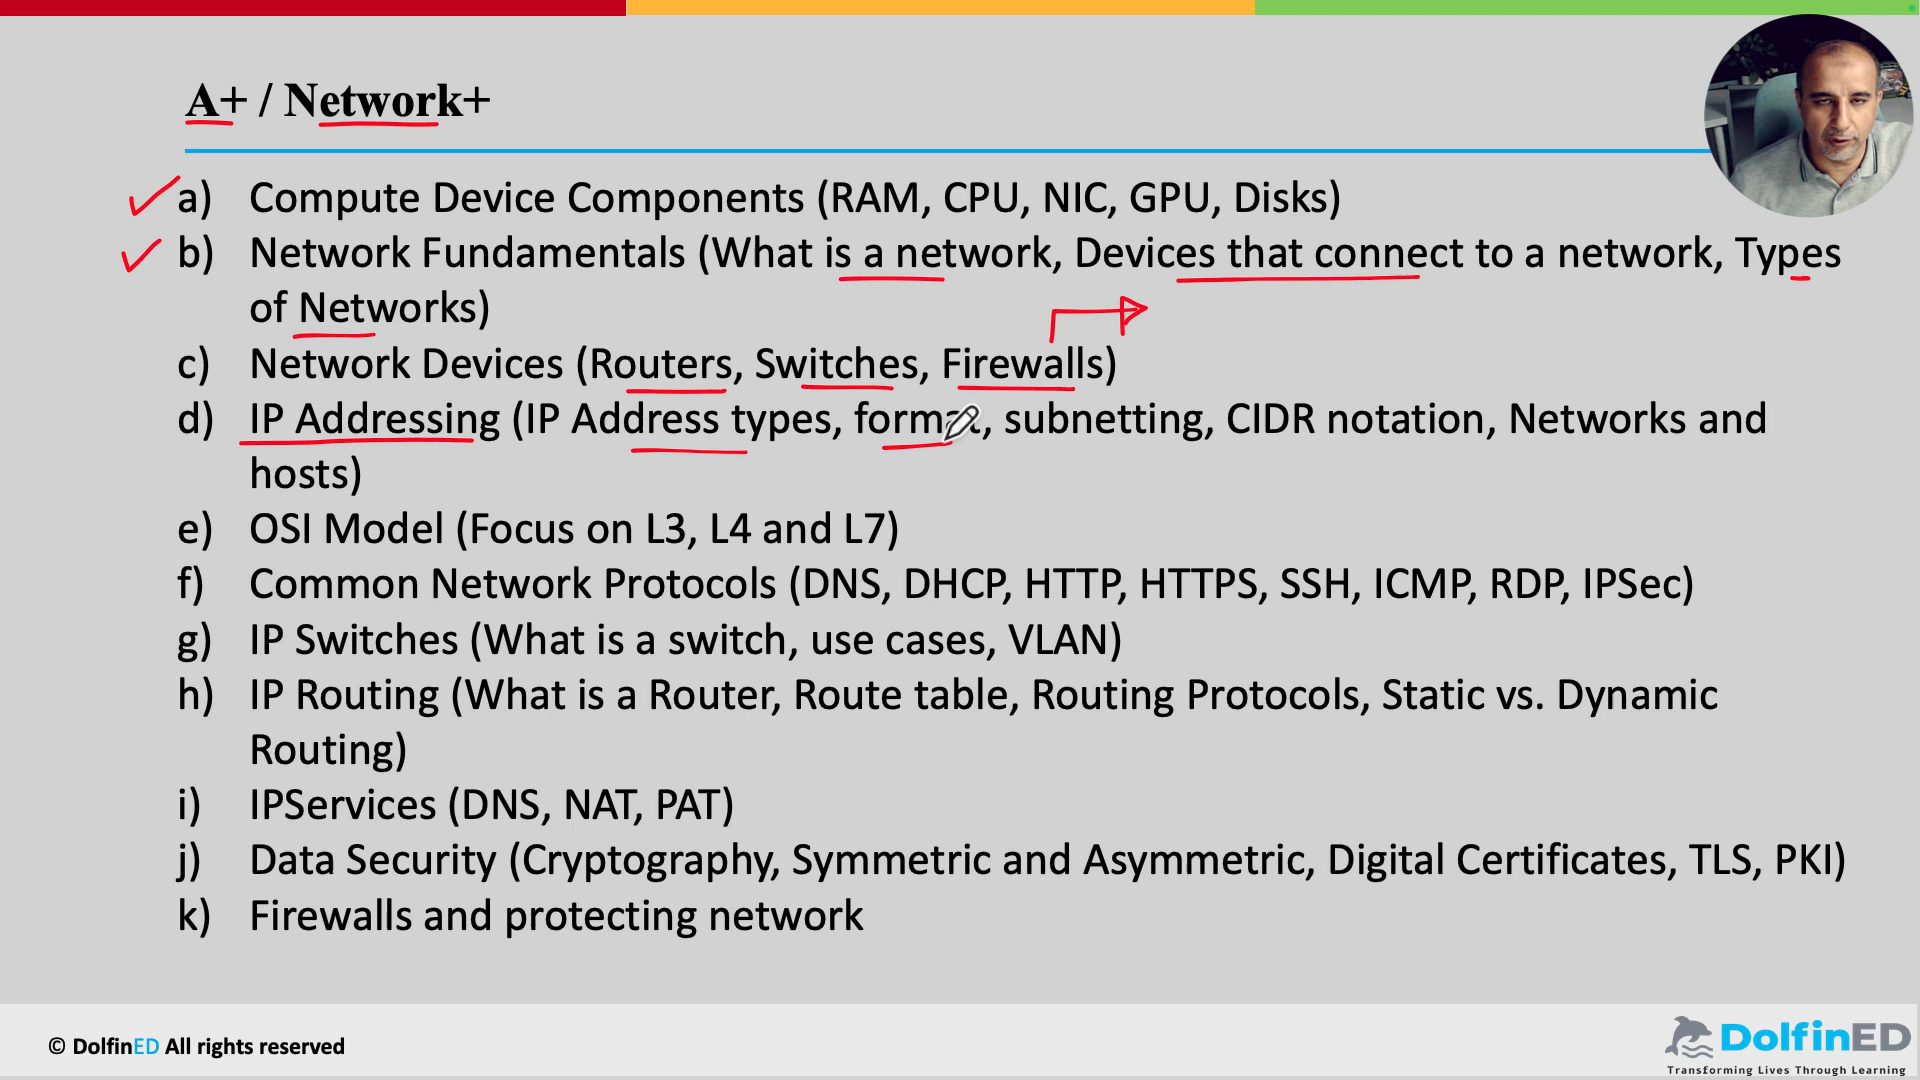 A+ / Network+
a) Compute Device Components (RAM, CPU, NIC, GPU, Disks)
b) Network Fundamentals (What is a network, Devices that connect to a network, Types
of Networks)
c) Network Devices (Routers, Switches, Firewalls)
d) IP Addressing (IP Address types, format, subnetting, CIDR notation, Networks and
hosts)
e) OSI Model (Focus on L3, L4 and L7)
f) Common Network Protocols (DNS, DHCP, HTTP, HTTPS, SSH, ICMP, RDP, IPSec)
g) IP Switches (What is a switch, use cases, VLAN)
h) IP Routing (What is a Router, Route table, Routing Protocols, Static vs. Dynamic
Routing)
i) IPServices (DNS, NAT, PAT)
j) Data Security (Cryptography, Symmetric and Asymmetric, Digital Certificates, TLS, PKI)
k) Firewalls and protecting network
© DolfinED All rights reserved
DolfinED
Transforming Lives Through Learning